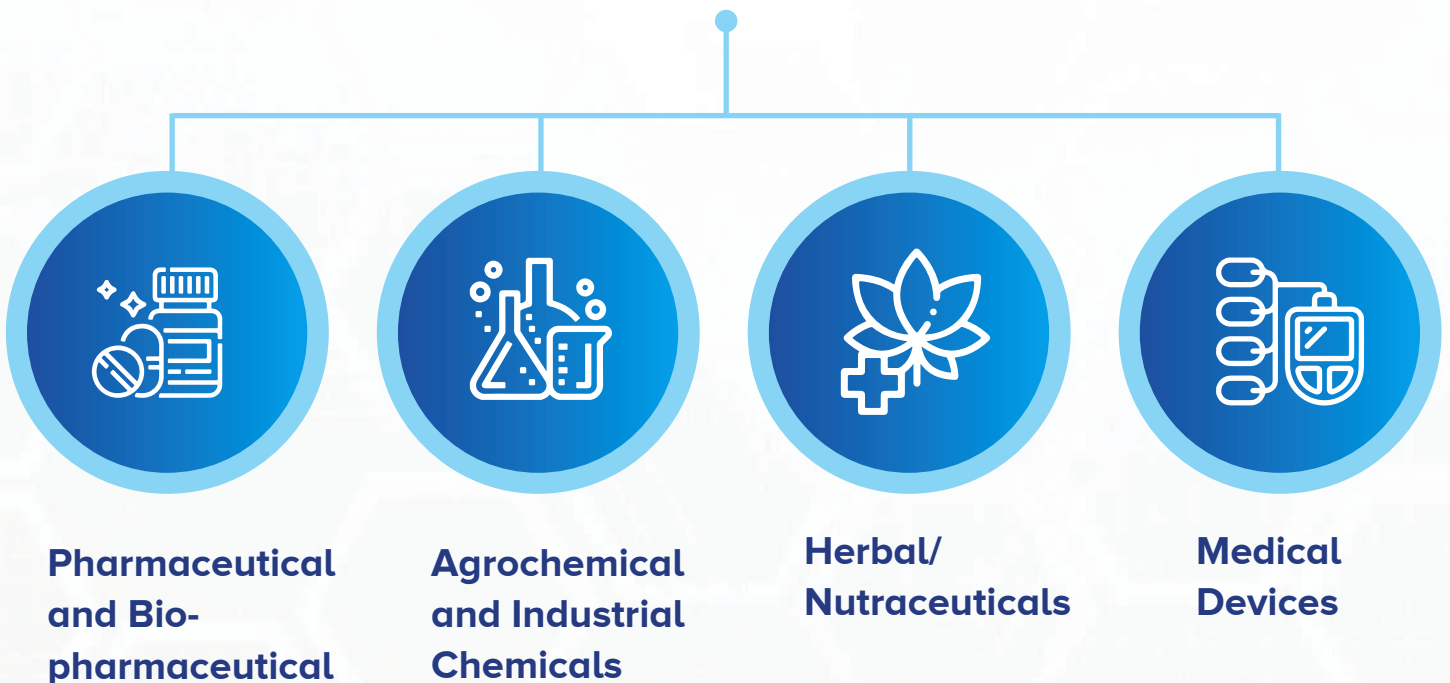 Pharmaceutical
and Bio-
pharmaceutical
Agrochemical
and Industrial
Chemicals
Herbal/
Nutraceuticals
Medical
Devices